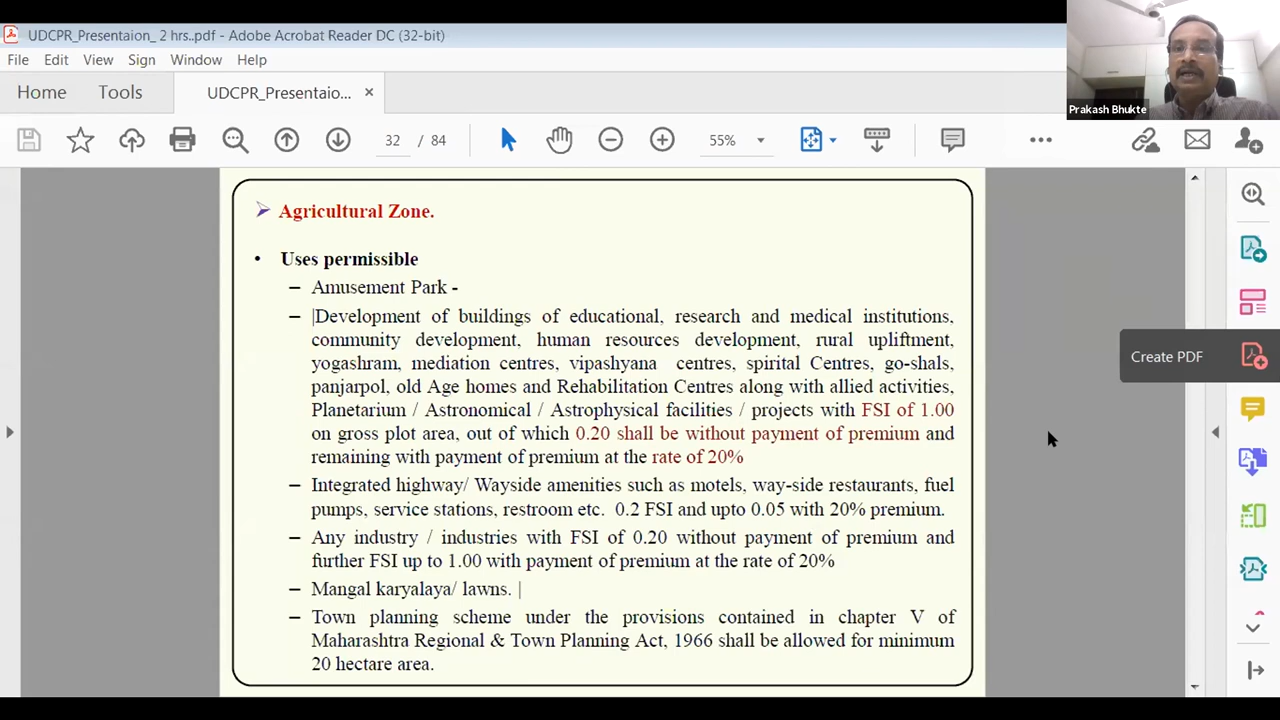 UDCPR_Presentaion_ 2 hrs..pdf - Adobe Acrobat Reader DC (32-bit)
File Edit View Sign Window Help
Home Tools UDCPR_Presentaio... ×
32 / 84 55%
Prakash Bhukte
Agricultural Zone.
• Uses permissible
– Amusement Park -
– |Development of buildings of educational, research and medical institutions,
community development, human resources development, rural upliftment,
yogashram, mediation centres, vipashyana centres, spirital Centres, go-shals,
panjarpol, old Age homes and Rehabilitation Centres along with allied activities,
Planetarium / Astronomical / Astrophysical facilities / projects with FSI of 1.00
on gross plot area, out of which 0.20 shall be without payment of premium and
remaining with payment of premium at the rate of 20%
– Integrated highway/ Wayside amenities such as motels, way-side restaurants, fuel
pumps, service stations, restroom etc. 0.2 FSI and upto 0.05 with 20% premium.
– Any industry / industries with FSI of 0.20 without payment of premium and
further FSI up to 1.00 with payment of premium at the rate of 20%
– Mangal karyalaya/ lawns. |
– Town planning scheme under the provisions contained in chapter V of
Maharashtra Regional & Town Planning Act, 1966 shall be allowed for minimum
20 hectare area.
Create PDF